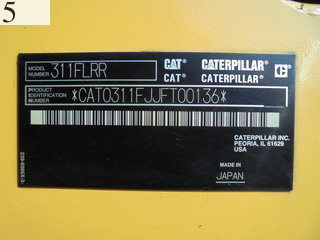 5
MODEL NUMBER 311FLRR
CAT CATERPILLAR
CAT® CATERPILLAR®
PRODUCT IDENTIFICATION NUMBER *CAT0311FJJFT00136*
CATERPILLAR INC.
PEORIA, IL 61629
USA
MADE IN
JAPAN